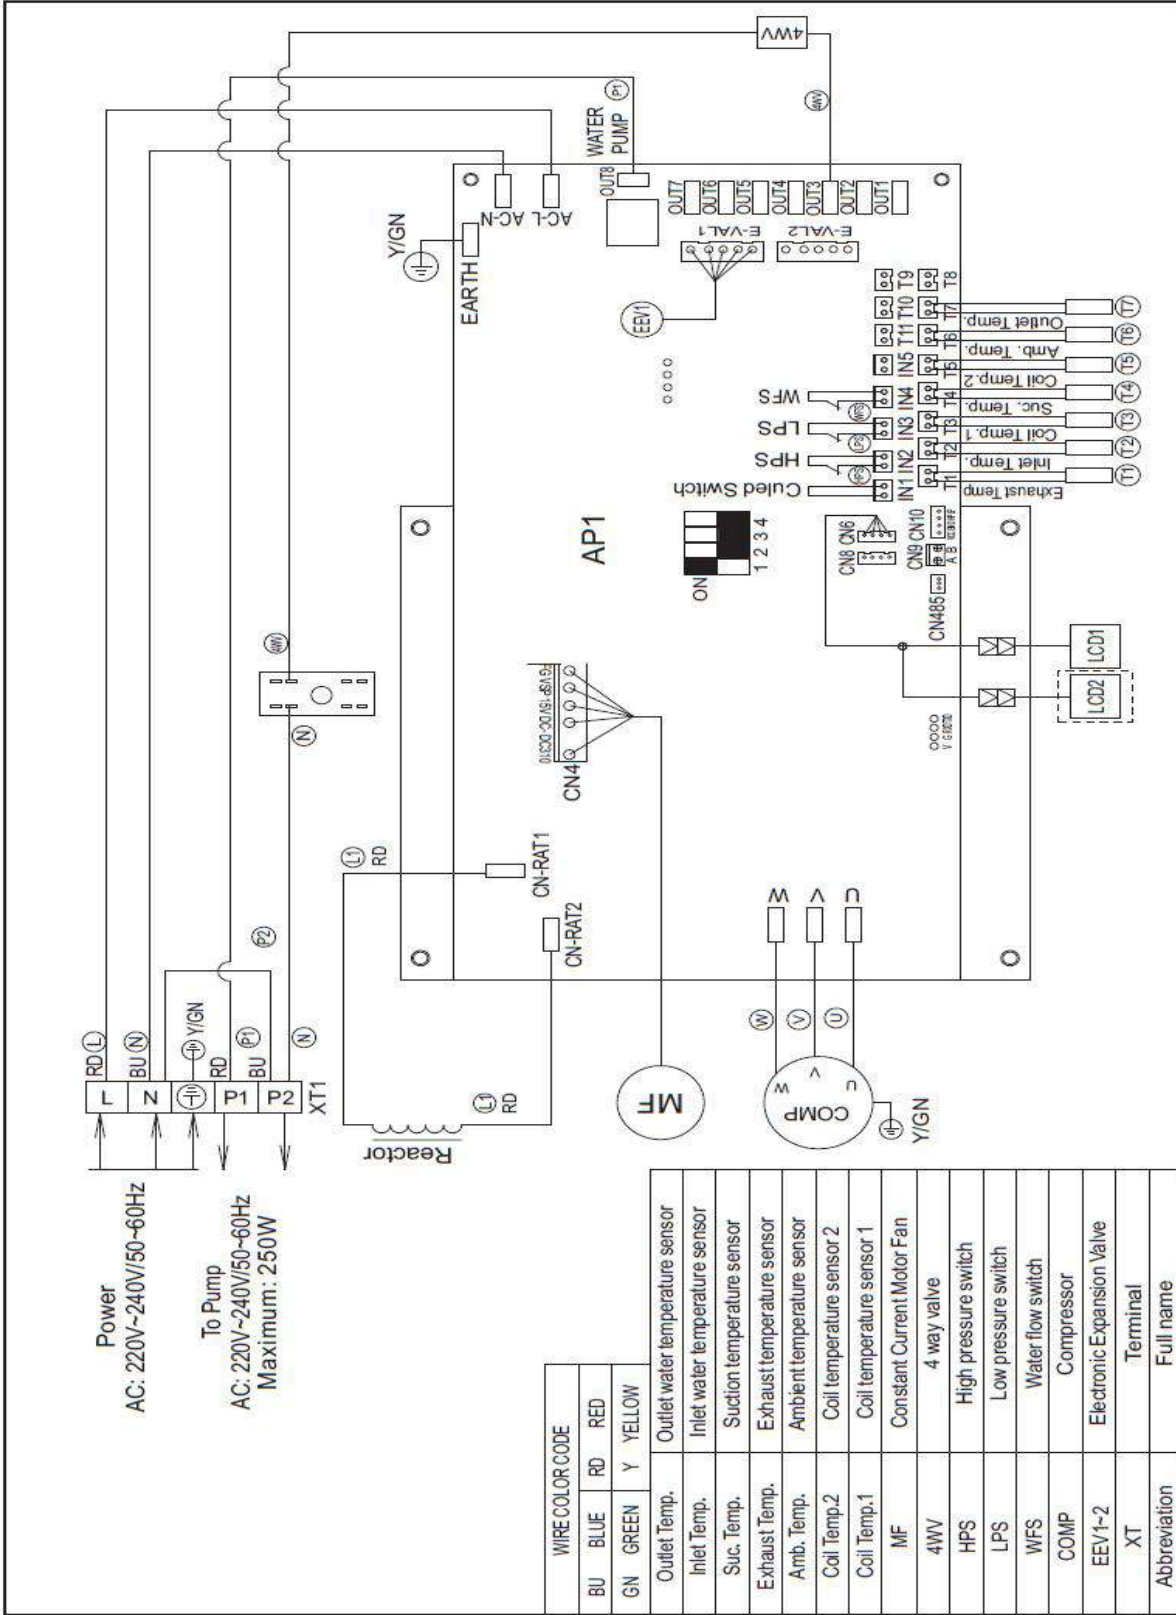 Power
AC: 220V~240V/50~60Hz
To Pump
AC: 220V~240V/50~60Hz
Maximum: 250W
L
N
P1
P2
XT1
RD L
BU N
Y/GN
RD
P1
BU
N
P2
N
4WV
4WV
4WV
P1
WATER
PUMP
Y/GN
EARTH
AC-N
AC-L
OUT8
OUT7
OUT6
OUT5
OUT4
OUT3
OUT2
OUT1
E-VAL1
E-VAL2
EEV1
AP1
ON
1 2 3 4
Reactor
L1
RD
L1
RD
CN-RAT1
CN-RAT2
CN4
FG VSP 15V DC- DC310
MF
COMP
W
V
U
W
V
U
W
V
U
Y/GN
WFS
LPS
HPS
Culed Switch
WFS
LPS
HPS
IN1
IN2
IN3
IN4
IN5
T11
T10
T9
T1
T2
T3
T4
T5
T6
T7
T8
Exhaust Temp
Inlet Temp.
Coil Temp.1
Suc. Temp.
Coil Temp.2
Amb. Temp.
Outlet Temp.
T1
T2
T3
T4
T5
T6
T7
CN8
CN6
CN9
CN10
A B
CN485
LCD1
LCD2
WIRE COLOR CODE
BU BLUE RD RED
GN GREEN Y YELLOW
Outlet Temp. Outlet water temperature sensor
Inlet Temp. Inlet water temperature sensor
Suc. Temp. Suction temperature sensor
Exhaust Temp. Exhaust temperature sensor
Amb. Temp. Ambient temperature sensor
Coil Temp.2 Coil temperature sensor 2
Coil Temp.1 Coil temperature sensor 1
MF Constant Current Motor Fan
4WV 4 way valve
HPS High pressure switch
LPS Low pressure switch
WFS Water flow switch
COMP Compressor
EEV1~2 Electronic Expansion Valve
XT Terminal
Abbreviation Full name